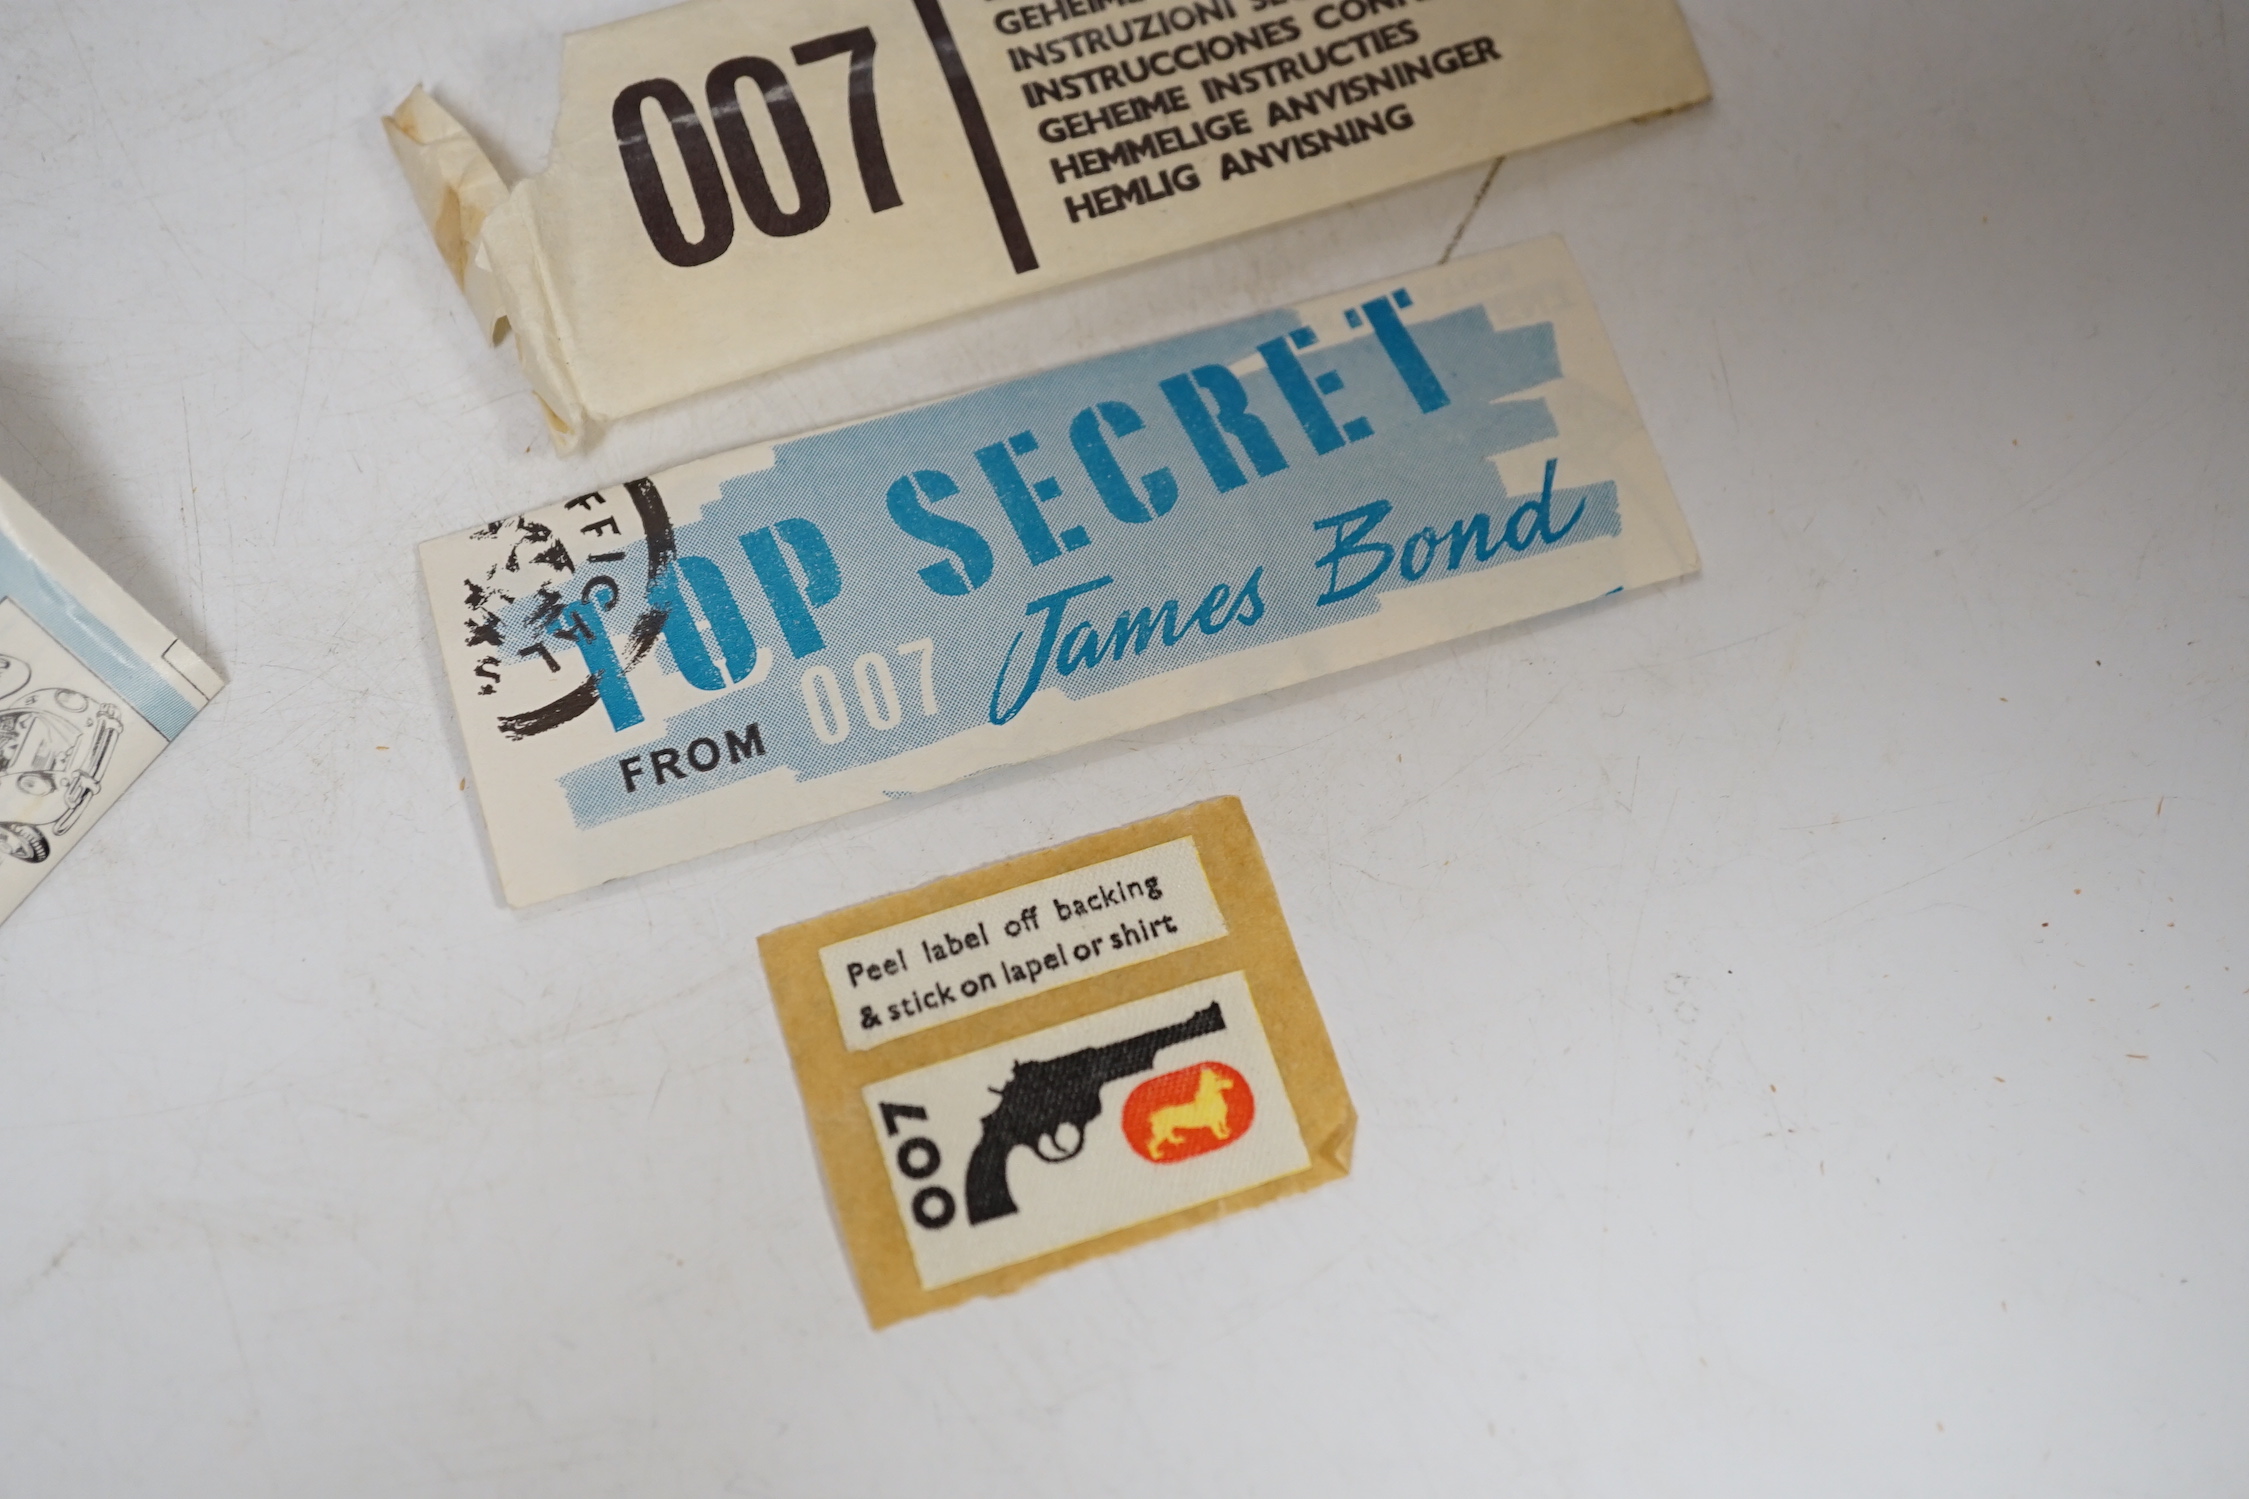 007
INSTRUZIONI
INSTRUCCIONES
GEHEIME INSTRUCTIES
HEMMELIGE ANVISNINGER
HEMLIG ANVISNING
TOP SECRET
FROM 007 James Bond
Peel label off backing
& stick on lapel or shirt
007